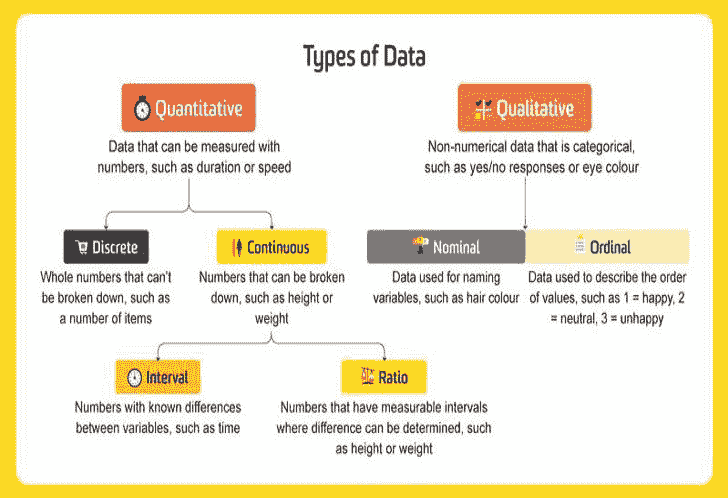 Types of Data
Quantitative
Data that can be measured with
numbers, such as duration or speed
Qualitative
Non-numerical data that is categorical,
such as yes/no responses or eye colour
Discrete
Whole numbers that can't
be broken down, such as
a number of items
Continuous
Numbers that can be broken
down, such as height or
weight
Nominal
Data used for naming
variables, such as hair colour
Ordinal
Data used to describe the order
of values, such as 1 = happy, 2
= neutral, 3 = unhappy
Interval
Numbers with known differences
between variables, such as time
Ratio
Numbers that have measurable intervals
where difference can be determined, such
as height or weight